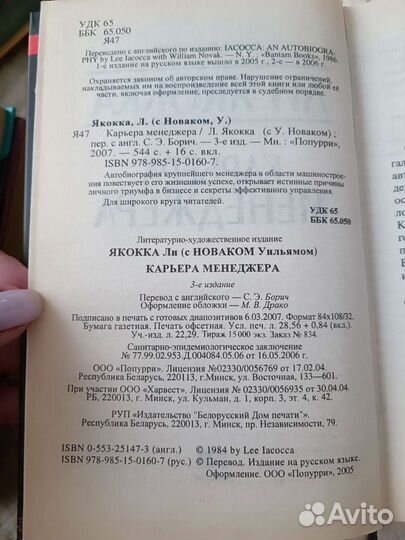 УДК 65
ББК 65.050
Я47
Переведено с английского по изданию: IACOCCA: AN AUTOBIOGRA-
PHY by Lee Iacocca with William Novak. — N. Y.: «Bantam Books», 1986.
1-е издание на русском языке вышло в 2005 г., 2-е — в 2006 г.
Охраняется законом об авторском праве. Нарушение ограничений,
накладываемых им на воспроизведение всей этой книги или любой ее
части, включая оформление, преследуется в судебном порядке.
Якокка, Л. (с Новаком, У.)
Я47 Карьера менеджера / Л. Якокка (с У. Новаком) ;
пер. с англ. С. Э. Борич. — 3-е изд. — Мн. : «Попурри»,
2007. — 544 с. + 16 с. вкл.
ISBN 978-985-15-0160-7.
Автобиография крупнейшего менеджера в области машинострое-
ния повествует о его жизненном успехе, открывает истинные причины
личного триумфа в бизнесе и секреты эффективного управления.
Для широкого круга читателей.
УДК 65
ББК 65.050
МЕНЕДЖЕРА
Литературно-художественное издание
ЯКОККА Ли (с НОВАКОМ Уильямом)
КАРЬЕРА МЕНЕДЖЕРА
3-е издание
Перевод с английского — С. Э. Борич
Оформление обложки — М. В. Драко
Подписано в печать с готовых диапозитивов 6.03.2007. Формат 84х108/32.
Бумага газетная. Печать офсетная. Усл. печ. л. 28,56 + 0,84 (вкл.)
Уч.-изд. л. 22,29. Тираж 15 000 экз. Заказ № 834.
Санитарно-эпидемиологическое заключение
№ 77.99.02.953.Д.004084.05.06 от 16.05.2006 г.
ООО «Попурри». Лицензия № 02330/0056769 от 17.02.04.
Республика Беларусь, 220113, г. Минск, ул. Восточная, 133—601.
При участии ООО «Харвест». Лицензия № 02330/0056935 от 30.04.04.
РБ, 220013, г. Минск, ул. Кульман, д. 1, корп. 3, эт. 4, к. 42.
РУП «Издательство "Белорусский Дом печати"».
Республика Беларусь, 220013, г. Минск, пр. Независимости, 79.
ISBN 0-553-25147-3 (англ.) © 1984 by Lee Iacocca
ISBN 978-985-15-0160-7 (рус.) © Перевод. Издание на русском языке.
Оформление. ООО «Попурри», 2005
Avito